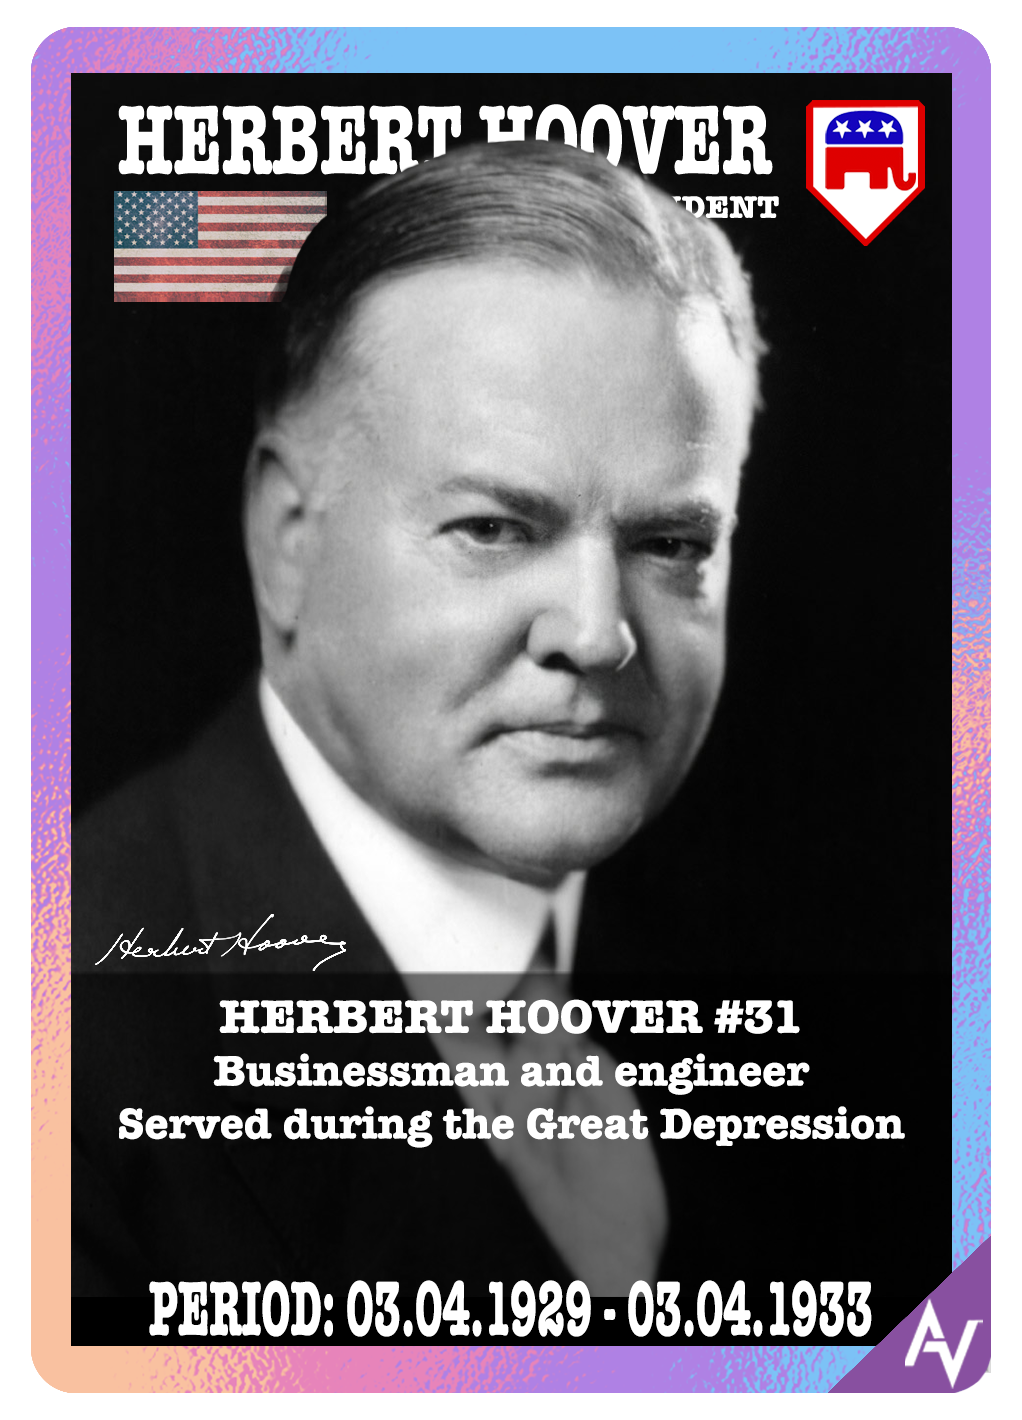 HERBERT HOOVER
Herbert Hoover
HERBERT HOOVER #31
Businessman and engineer
Served during the Great Depression
PERIOD: 03.04.1929 - 03.04.1933
AV